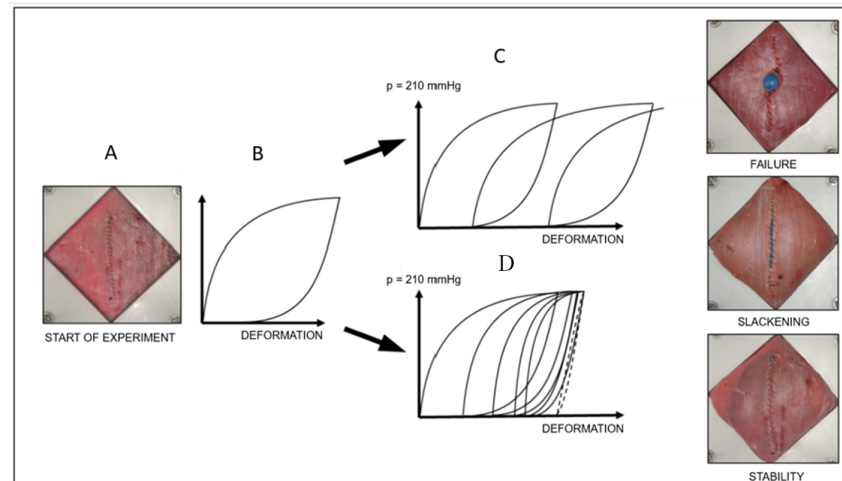 A
B
C
p = 210 mmHg
DEFORMATION
D
p = 210 mmHg
DEFORMATION
START OF EXPERIMENT
DEFORMATION
FAILURE
SLACKENING
STABILITY